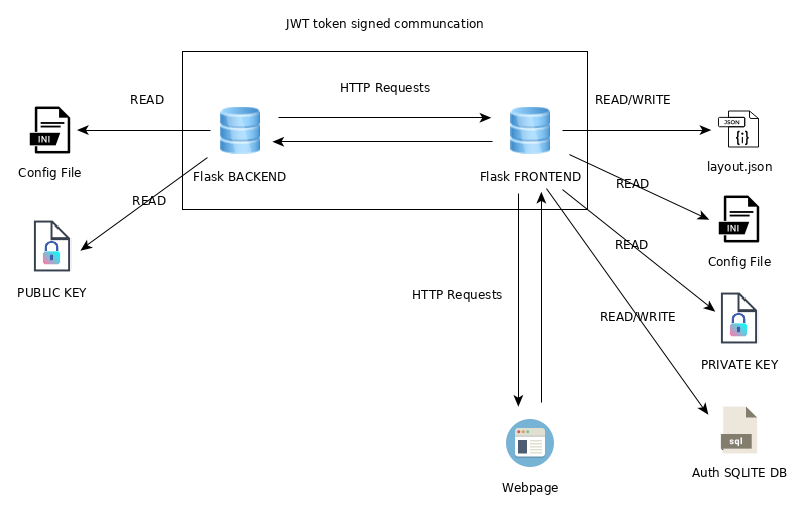 JWT token signed communcation
HTTP Requests
READ
READ/WRITE
JSON
{i}
INI
Config File
Flask BACKEND
Flask FRONTEND
layout.json
READ
READ
INI
Config File
PUBLIC KEY
READ
HTTP Requests
READ/WRITE
PRIVATE KEY
sql
Auth SQLITE DB
Webpage